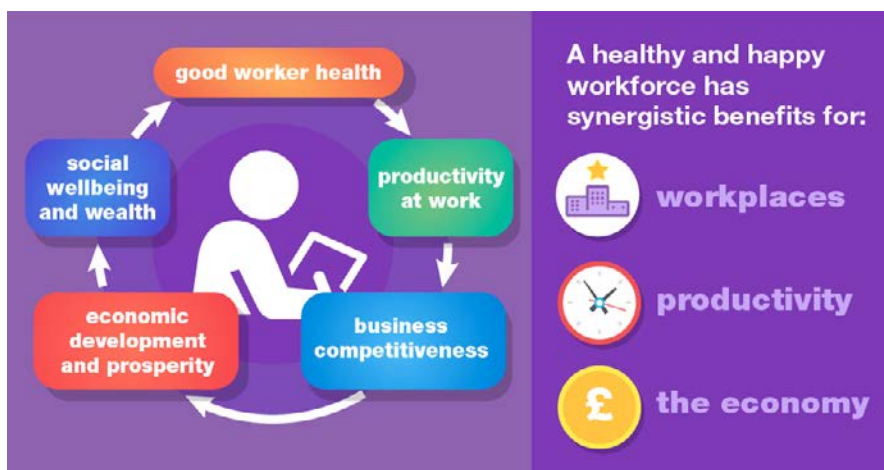 good worker health
productivity
at work
business
competitiveness
economic
development
and prosperity
social
wellbeing
and wealth
A healthy and happy
workforce has
synergistic benefits for:
workplaces
productivity
£
the economy